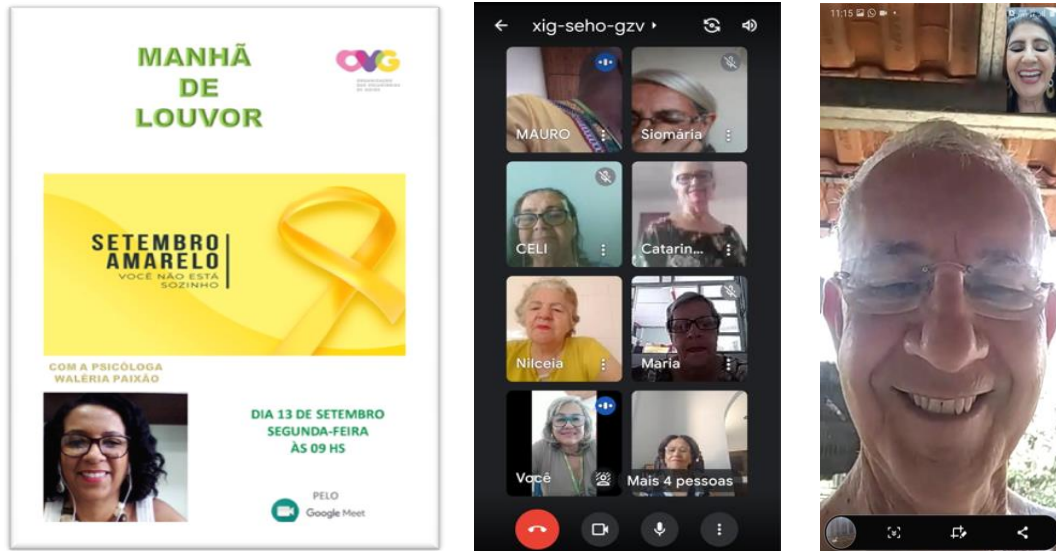 MANHÃ
DE
LOUVOR
OVG
SETEMBRO
AMARELO
VOCÊ NÃO ESTÁ
SOZINHO
COM A PSICÓLOGA
WALÉRIA PAIXÃO
DIA 13 DE SETEMBRO
SEGUNDA-FEIRA
ÀS 09 HS
PELO
Google Meet
xig-seho-gzv
MAURO
Siomária
CELI
Catarin...
Nilceia
Maria
Você
Mais 4 pessoas
11:15